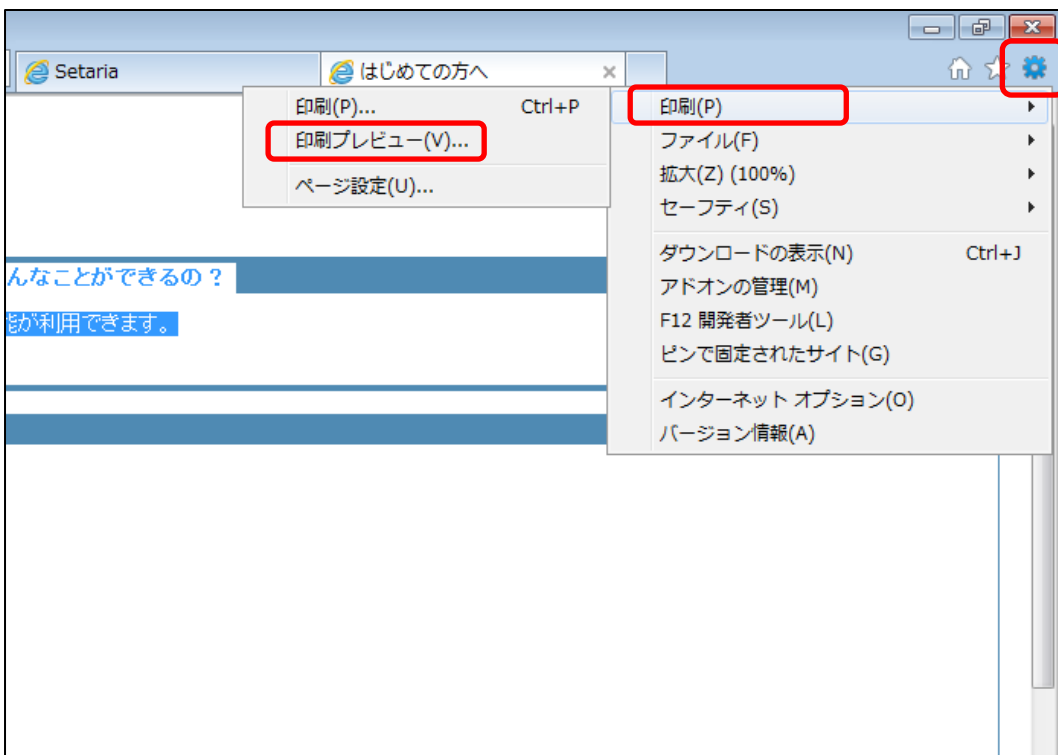 Setaria
はじめての方へ
印刷(P)... Ctrl+P
印刷プレビュー(V)...
ページ設定(U)...
印刷(P)
ファイル(F)
拡大(Z) (100%)
セーフティ(S)
ダウンロードの表示(N) Ctrl+J
アドオンの管理(M)
F12 開発者ツール(L)
ピンで固定されたサイト(G)
インターネット オプション(O)
バージョン情報(A)
んなことができるの？
能が利用できます。